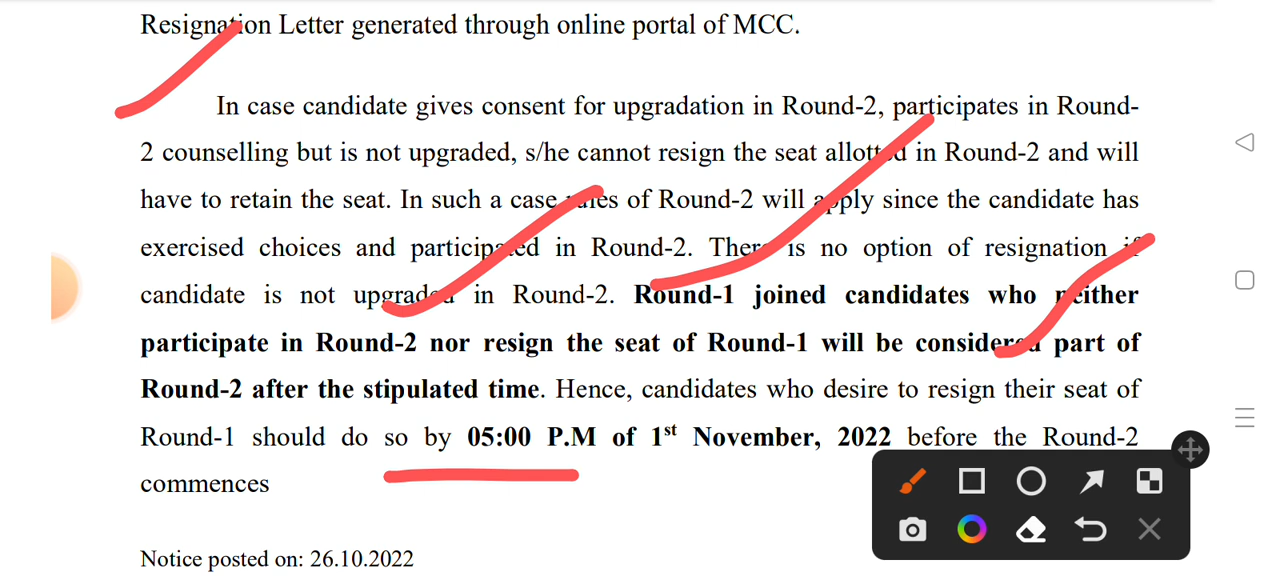 Resignation Letter generated through online portal of MCC.
In case candidate gives consent for upgradation in Round-2, participates in Round-
2 counselling but is not upgraded, s/he cannot resign the seat allotted in Round-2 and will
have to retain the seat. In such a case rules of Round-2 will apply since the candidate has
exercised choices and participated in Round-2. There is no option of resignation if
candidate is not upgraded in Round-2. Round-1 joined candidates who neither
participate in Round-2 nor resign the seat of Round-1 will be considered part of
Round-2 after the stipulated time. Hence, candidates who desire to resign their seat of
Round-1 should do so by 05:00 P.M of 1st November, 2022 before the Round-2
commences
Notice posted on: 26.10.2022